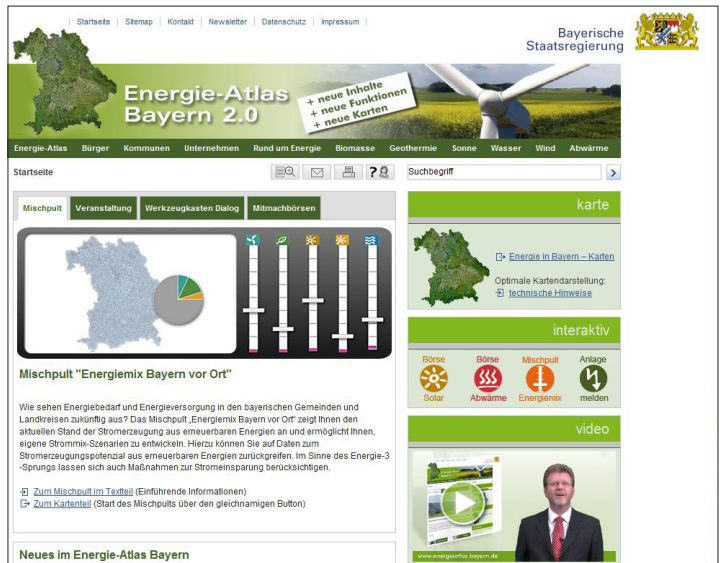 Startseite | Sitemap | Kontakt | Newsletter | Datenschutz | Impressum |
Bayerische
Staatsregierung
Energie-Atlas
Bayern 2.0
+ neue Inhalte
+ neue Funktionen
+ neue Karten
Energie-Atlas Bürger Kommunen Unternehmen Rund um Energie Biomasse Geothermie Sonne Wasser Wind Abwärme
Startseite
?
Suchbegriff
Mischpult Veranstaltung Werkzeugkasten Dialog Mitmachbörsen
Mischpult "Energiemix Bayern vor Ort"
Wie sehen Energiebedarf und Energieversorgung in den bayerischen Gemeinden und
Landkreisen zukünftig aus? Das Mischpult „Energiemix Bayern vor Ort" zeigt Ihnen den
aktuellen Stand der Stromerzeugung aus erneuerbaren Energien an und ermöglicht Ihnen,
eigene Strommix-Szenarien zu entwickeln. Hierzu können Sie auf Daten zum
Stromerzeugungspotenzial aus erneuerbaren Energien zurückgreifen. Im Sinne des Energie-3
-Sprungs lassen sich auch Maßnahmen zur Stromeinsparung berücksichtigen.
Zum Mischpult im Textteil (Einführende Informationen)
Zum Kartenteil (Start des Mischpults über den gleichnamigen Button)
Neues im Energie-Atlas Bayern
karte
Energie in Bayern – Karten
Optimale Kartendarstellung:
technische Hinweise
interaktiv
Börse Börse Mischpult Anlage
Solar Abwärme Energiemix melden
video
www.energieatlas.bayern.de